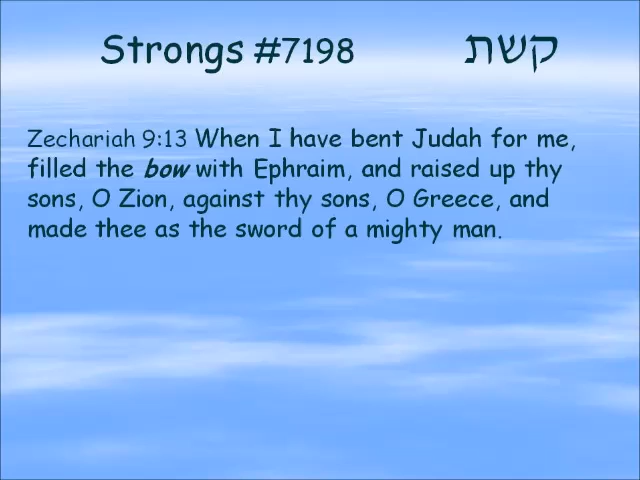 Strongs #7198 קשת
Zechariah 9:13 When I have bent Judah for me,
filled the bow with Ephraim, and raised up thy
sons, O Zion, against thy sons, O Greece, and
made thee as the sword of a mighty man.